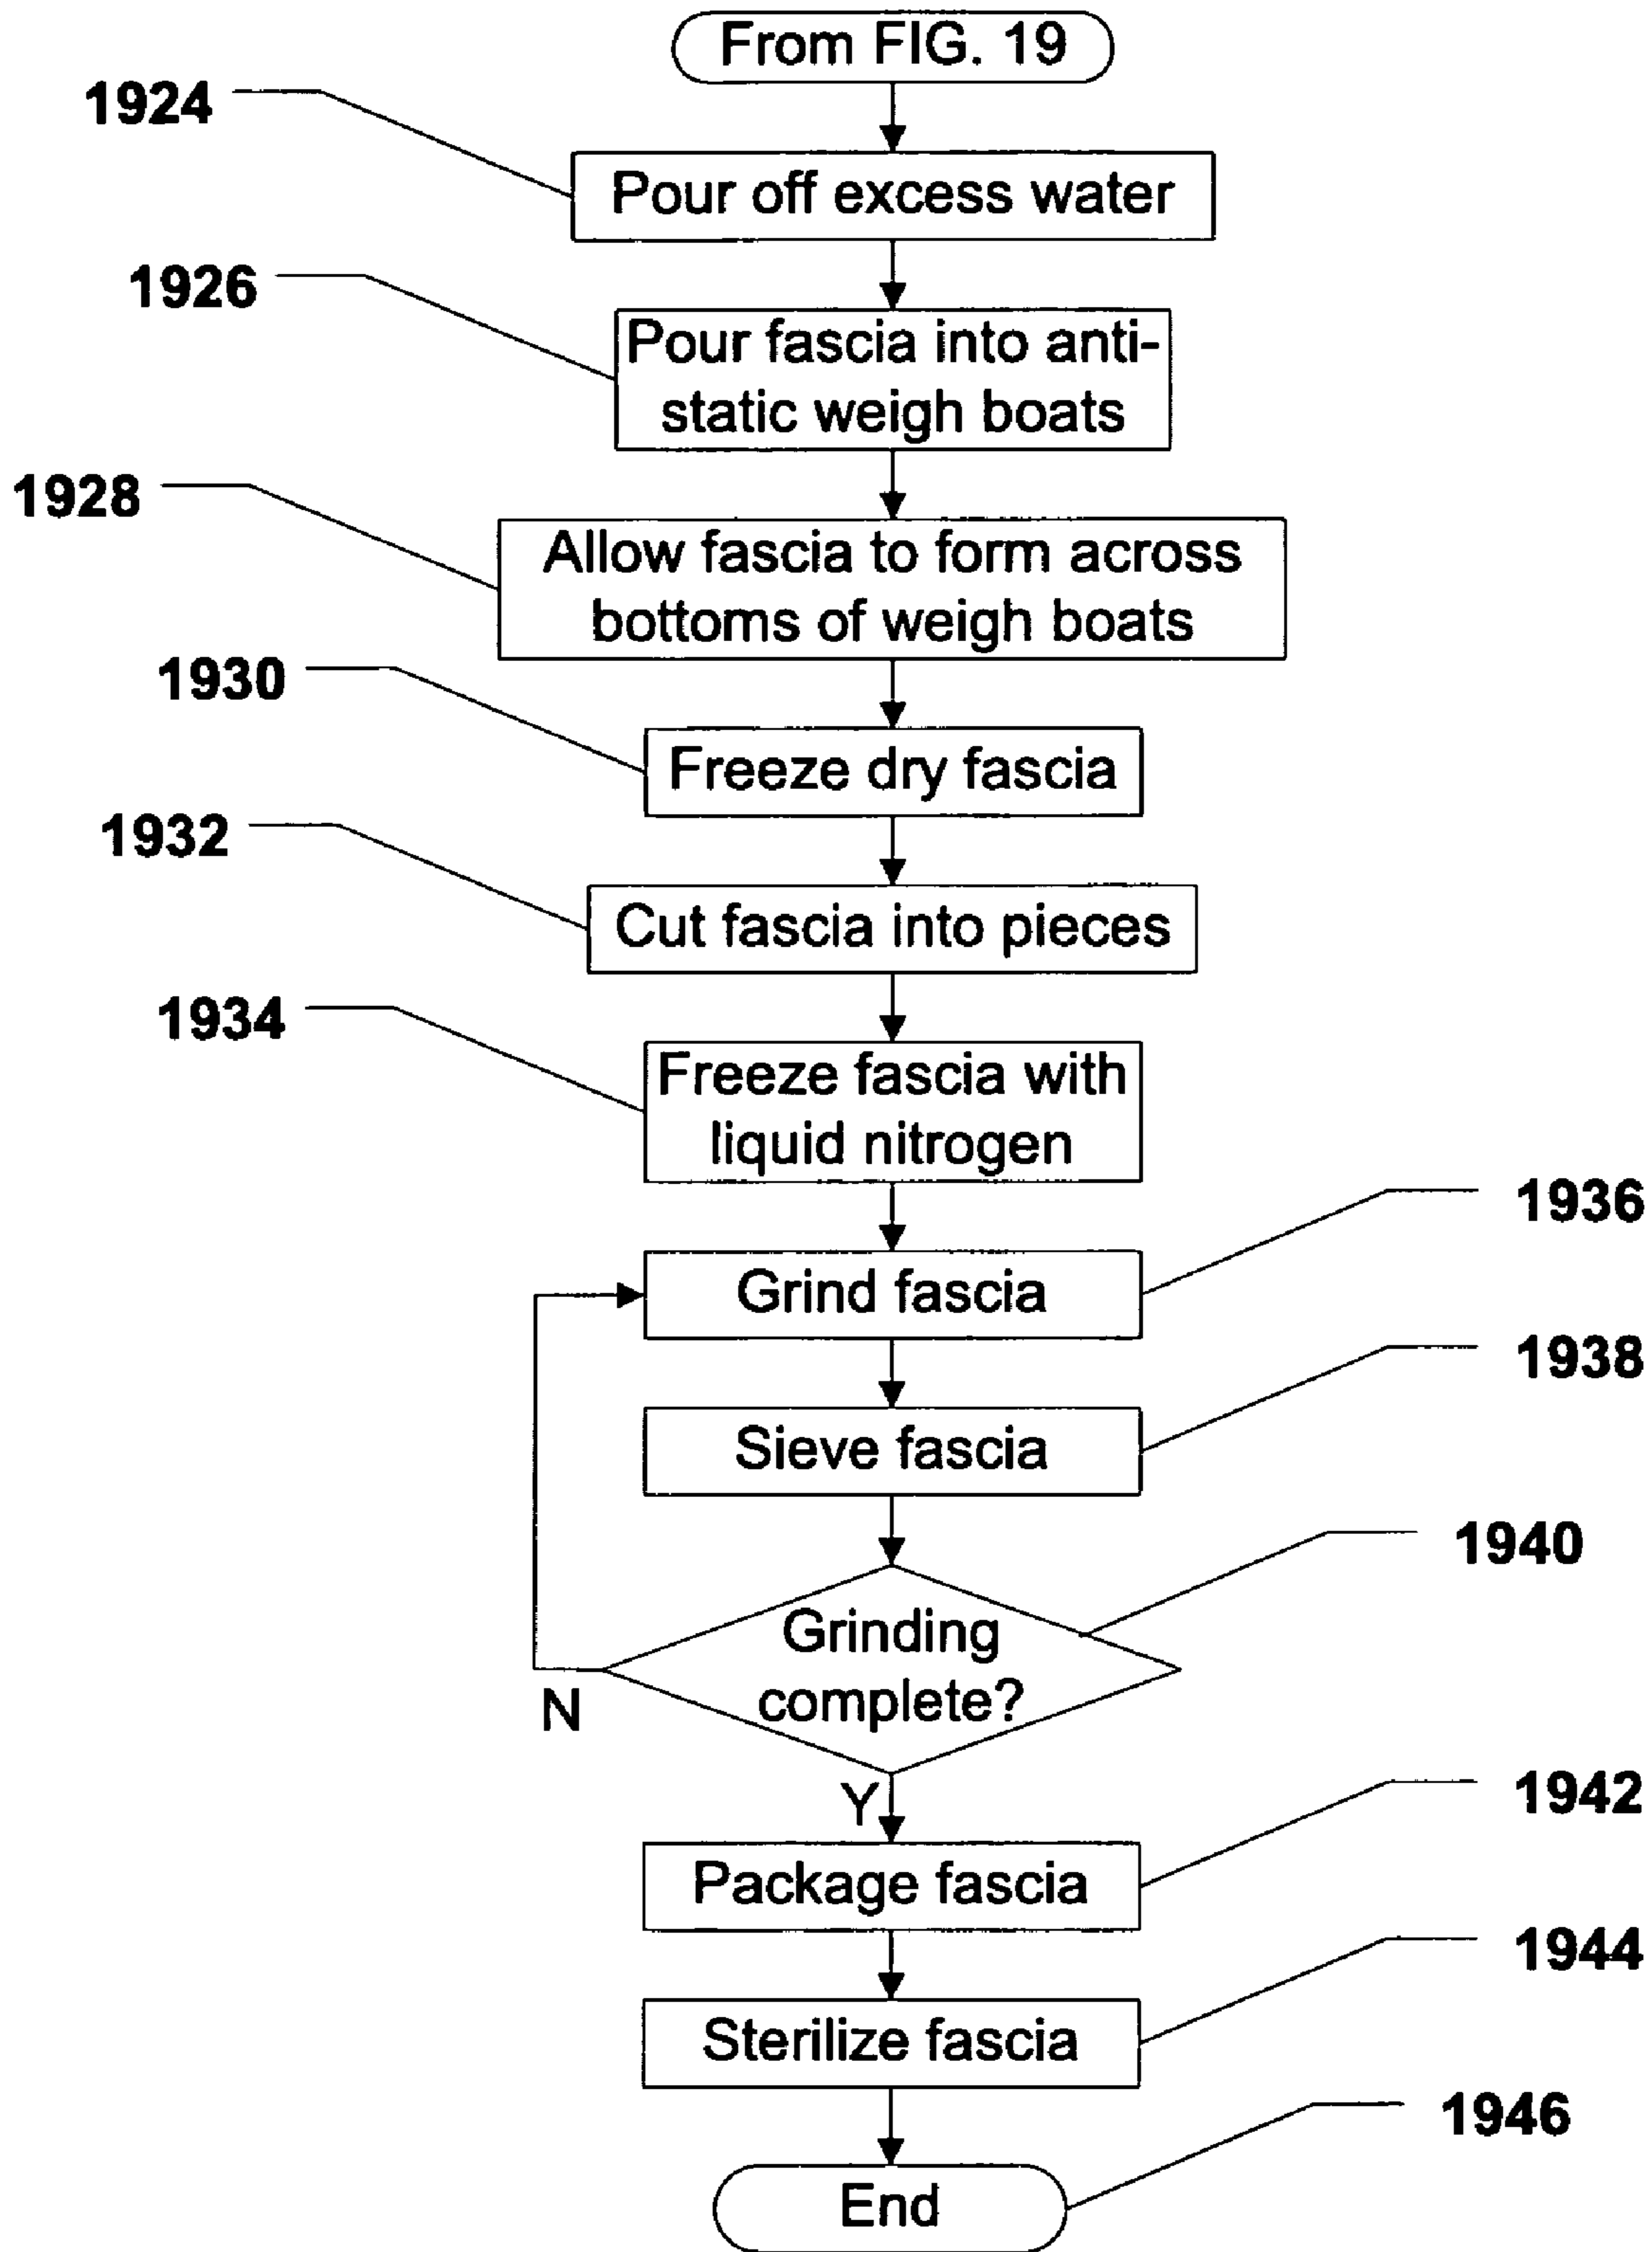 From FIG. 19
1924
Pour off excess water
1926
Pour fascia into anti-
static weigh boats
1928
Allow fascia to form across
bottoms of weigh boats
1930
Freeze dry fascia
1932
Cut fascia into pieces
1934
Freeze fascia with
liquid nitrogen
1936
Grind fascia
1938
Sieve fascia
1940
Grinding
complete?
N
Y
1942
Package fascia
1944
Sterilize fascia
1946
End